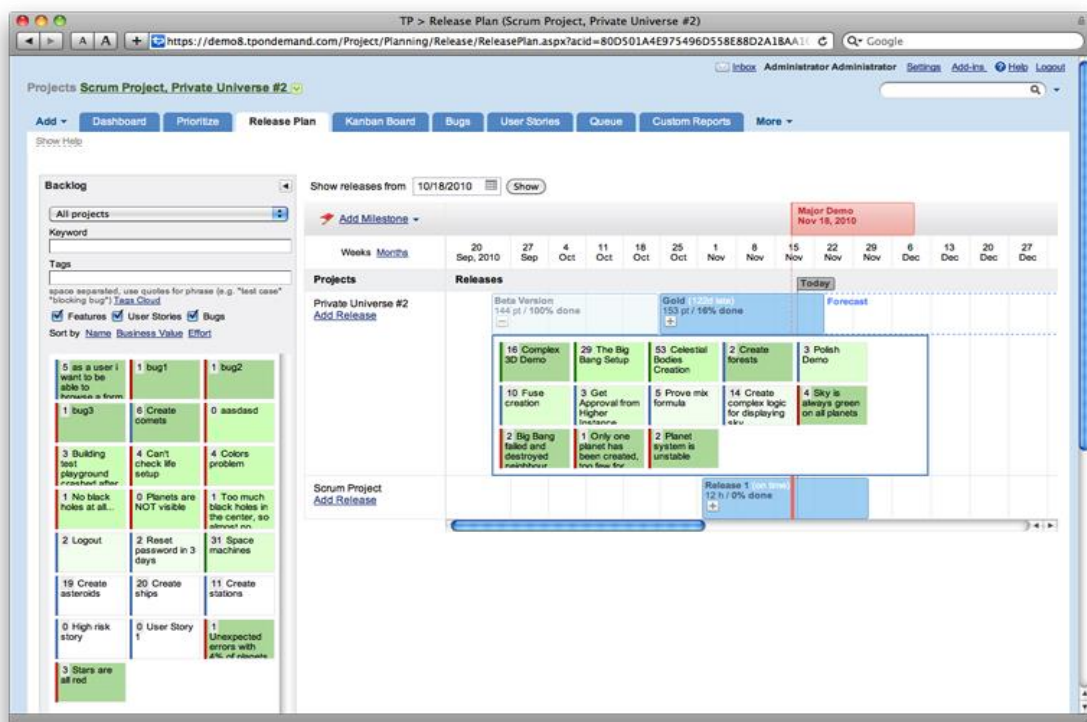 TP > Release Plan (Scrum Project, Private Universe #2)
A A + https://demo8.tpondemand.com/Project/Planning/Release/ReleasePlan.aspx?acid=80D501A4E975496D558E88D2A1BAA1 Google
Inbox Administrator Administrator Settings Add-ins Help Logout
Projects Scrum Project, Private Universe #2
Add Dashboard Prioritize Release Plan Kanban Board Bugs User Stories Queue Custom Reports More
Show Help
Backlog
All projects
Keyword
Tags
space separated, use quotes for phrase (e.g. "test case"
"blocking bug") Tags Cloud
Features User Stories Bugs
Sort by Name Business Value Effort
5 as a user i
want to be
able to
browse a form
1 bug1
1 bug2
1 bug3
6 Create
comets
0 aasdasd
3 Building
test
playground
crashed after
4 Can't
check life
setup
4 Colors
problem
1 No black
holes at all...
0 Planets are
NOT visible
1 Too much
black holes in
the center, so
almost no
2 Logout
2 Reset
password in 3
days
31 Space
machines
19 Create
asteroids
20 Create
ships
11 Create
stations
0 High risk
story
0 User Story
1
1
Unexpected
errors with
4% of planets
3 Stars are
all red
Show releases from 10/18/2010 Show
Add Milestone
Major Demo
Nov 18, 2010
Weeks Months
20 27 4 11 18 25 1 8 15 22 29 6 13 20 27
Sep, 2010 Sep Oct Oct Oct Oct Nov Nov Nov Nov Nov Dec Dec Dec Dec
Projects Releases Today
Private Universe #2
Add Release
Beta Version
144 pt / 100% done
Gold (122d late)
153 pt / 16% done
Forecast
16 Complex
3D Demo
29 The Big
Bang Setup
53 Celestial
Bodies
Creation
2 Create
forests
3 Polish
Demo
10 Fuse
creation
3 Get
Approval from
Higher
Instance
5 Prove mix
formula
14 Create
complex logic
for displaying
sky
4 Sky is
always green
on all planets
2 Big Bang
failed and
destroyed
neighbour
1 Only one
planet has
been created,
too few for
2 Planet
system is
unstable
Scrum Project
Add Release
Release 1 (on time)
12 h / 0% done